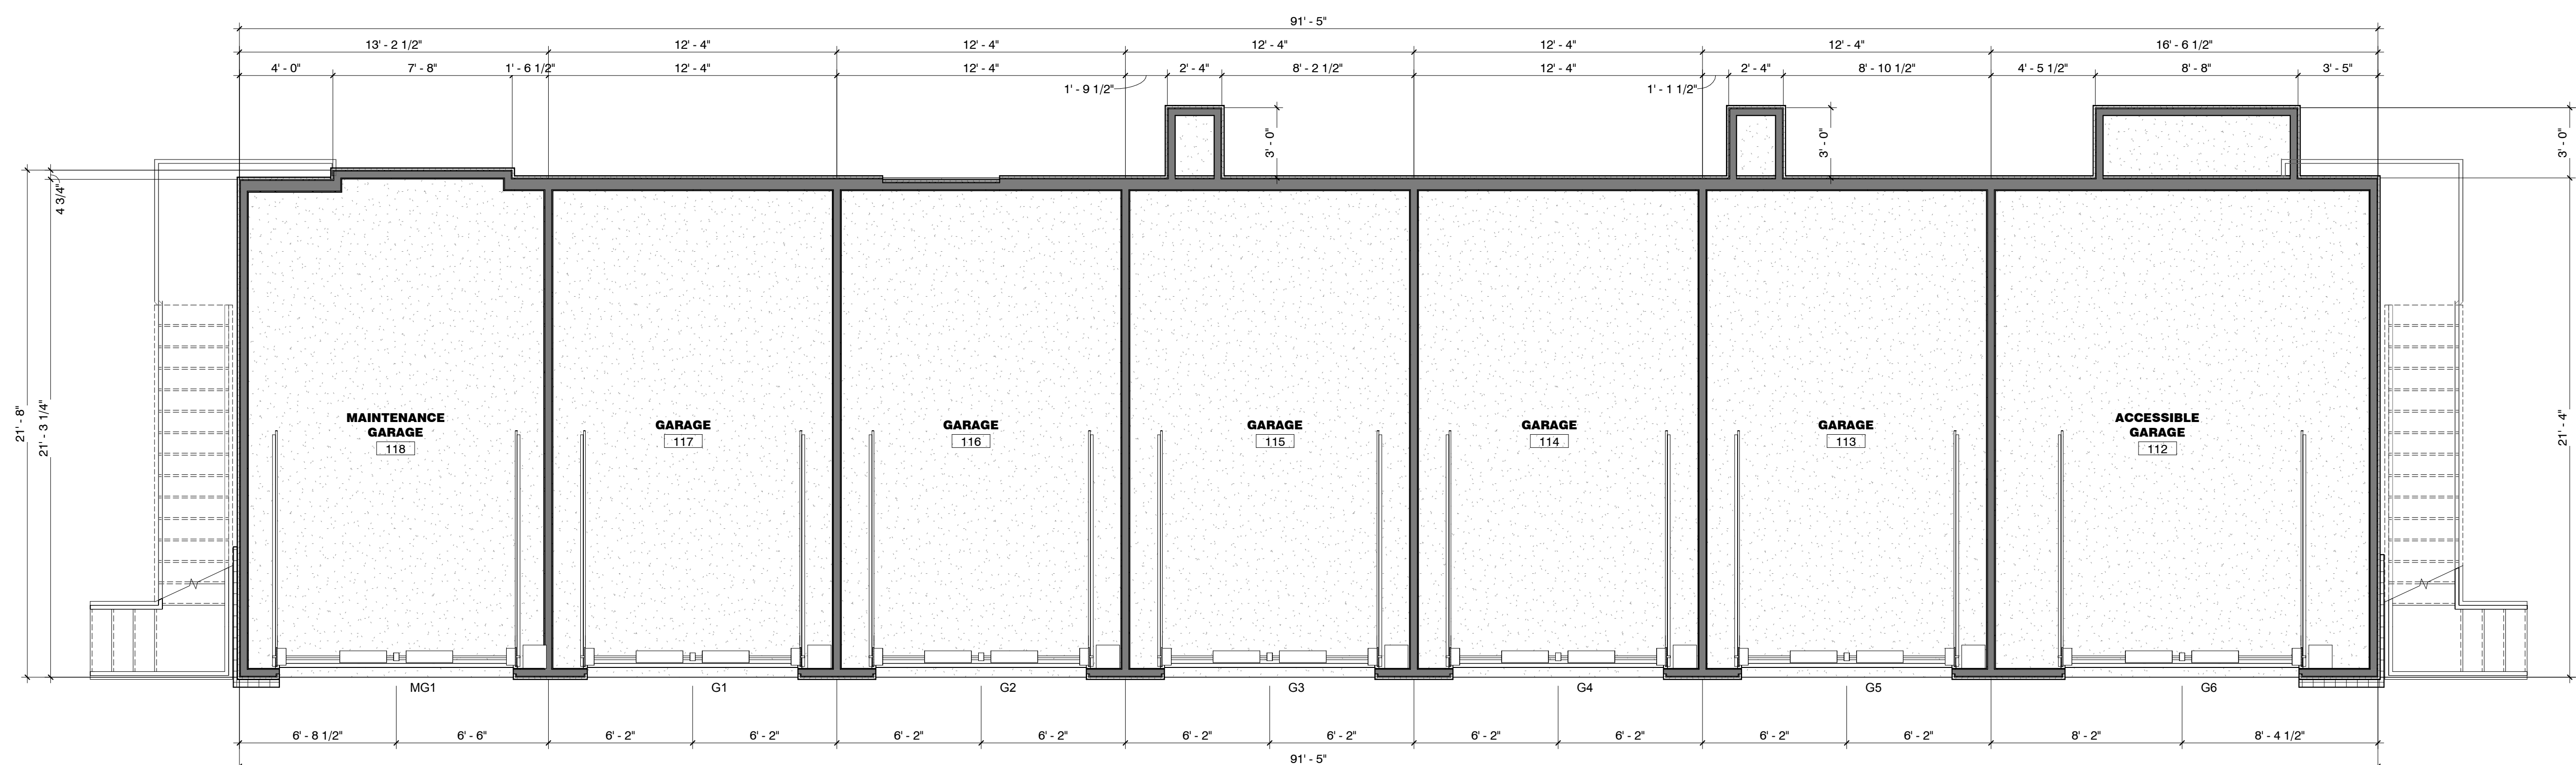 91' - 5"
13' - 2 1/2" 12' - 4" 12' - 4" 12' - 4" 12' - 4" 12' - 4" 16' - 6 1/2"
4' - 0" 7' - 8" 1' - 6 1/2" 12' - 4" 12' - 4" 2' - 4" 8' - 2 1/2" 12' - 4" 2' - 4" 8' - 10 1/2" 4' - 5 1/2" 8' - 8" 3' - 5"
1' - 9 1/2" 1' - 1 1/2"
3' - 0" 3' - 0" 3' - 0"
4 3/4"
21' - 8" 21' - 3 1/4" 21' - 4"
MAINTENANCE
GARAGE
118
GARAGE
117
GARAGE
116
GARAGE
115
GARAGE
114
GARAGE
113
ACCESSIBLE
GARAGE
112
MG1 G1 G2 G3 G4 G5 G6
6' - 8 1/2" 6' - 6" 6' - 2" 6' - 2" 6' - 2" 6' - 2" 6' - 2" 6' - 2" 6' - 2" 6' - 2" 6' - 2" 6' - 2" 8' - 2" 8' - 4 1/2"
91' - 5"